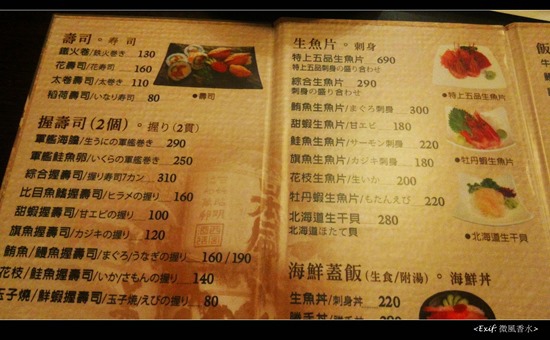 壽司。寿司
鐵火卷/鉄火巻き 130
花壽司/花寿司 160
太卷壽司/太巻き 110
稻荷壽司/いなり寿司 80
●壽司
握壽司(2個)。握り(2貫)
軍艦海膽/生うにの軍艦巻き 290
軍艦鮭魚卵/いくらの軍艦巻き 250
綜合握壽司/握り寿司7カン 310
比目魚鰭握壽司/ヒラメの握り 160
甜蝦握壽司/甘エビの握り 100
旗魚握壽司/カジキの握り 120
鮪魚/鰻魚握壽司/まぐろ/うなぎの握り 160/190
花枝/鮭魚握壽司/いか/さもんの握り 140
玉子燒/鮮蝦握壽司/玉子焼/えびの握り 80
生魚片。刺身
特上五品生魚片 690
特上五品刺身の盛り合わせ
綜合生魚片 290
刺身の盛り合わせ
鮪魚生魚片/まぐろ刺身 300
甜蝦生魚片/甘エビ 180
鮭魚生魚片/サーモン刺身 220
旗魚生魚片/カジキ刺身 180
花枝生魚片/生いか 200
牡丹蝦生魚片/もたんえび 220
北海道生干貝 280
北海道ほたて貝
●特上五品生魚片
●牡丹蝦生魚片
●北海道生干貝
海鮮蓋飯(生食/附湯)。海鮮丼
生魚丼/刺身丼 220
勝手丼/勝手丼 220
飯
<Exif: 微風香水>